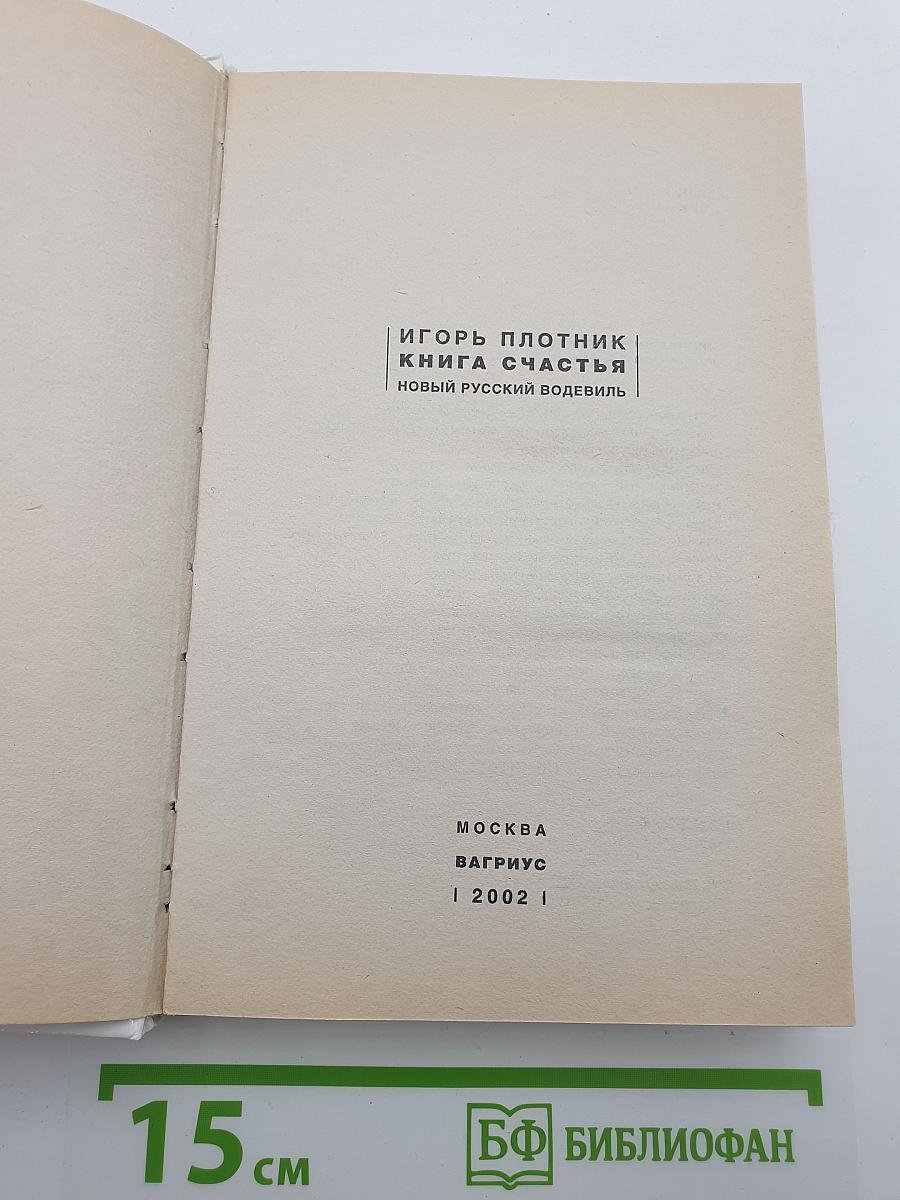 ИГОРЬ ПЛОТНИК
КНИГА СЧАСТЬЯ
НОВЫЙ РУССКИЙ ВОДЕВИЛЬ
МОСКВА
ВАГРИУС
| 2002 |
15 см
БФ БИБЛИОФАН